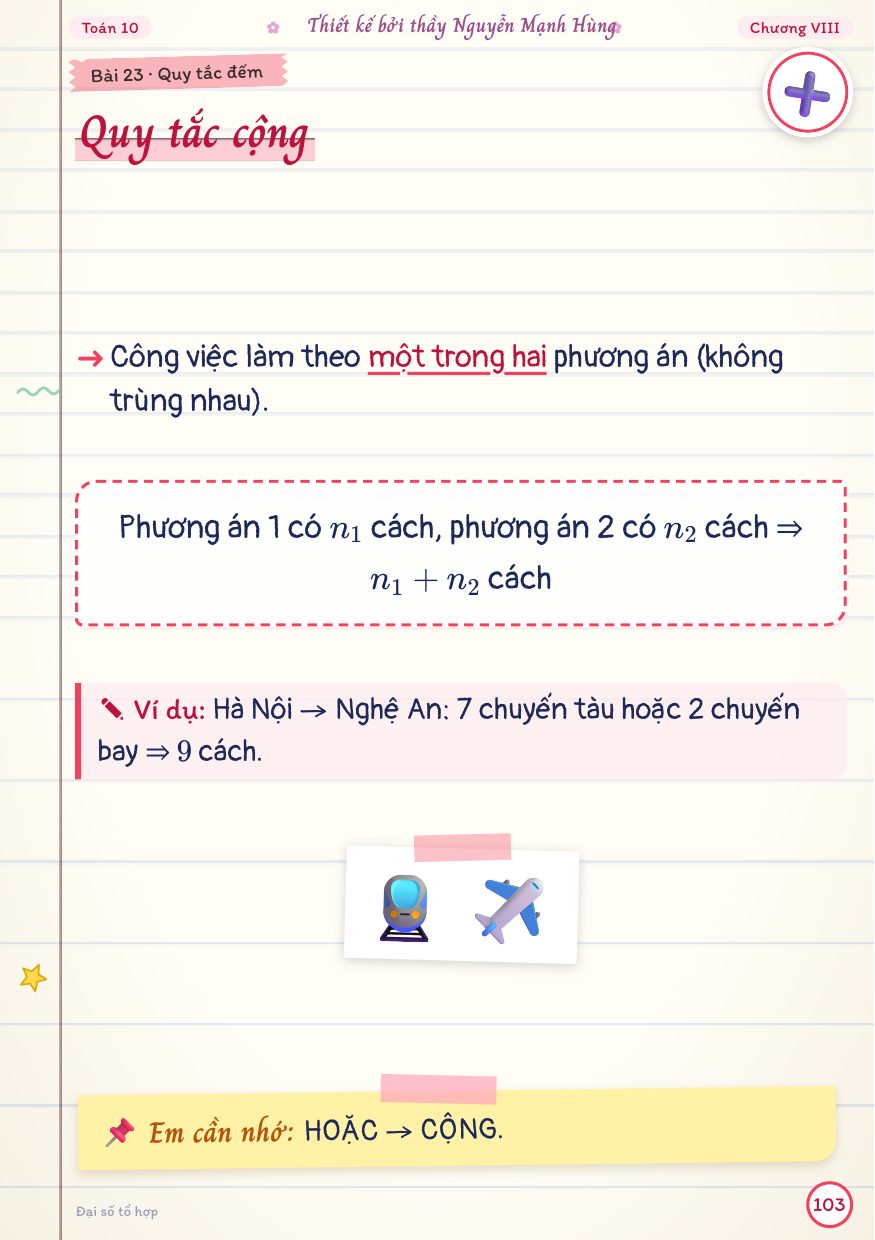 Toán 10
Thiết kế bởi thầy Nguyễn Mạnh Hùng
Chương VIII
Bài 23 · Quy tắc đếm
Quy tắc cộng
→ Công việc làm theo một trong hai phương án (không
trùng nhau).
Phương án 1 có n₁ cách, phương án 2 có n₂ cách ⇒
n₁ + n₂ cách
Ví dụ: Hà Nội → Nghệ An: 7 chuyến tàu hoặc 2 chuyến
bay ⇒ 9 cách.
Em cần nhớ: HOẶC → CỘNG.
Đại số tổ hợp
103